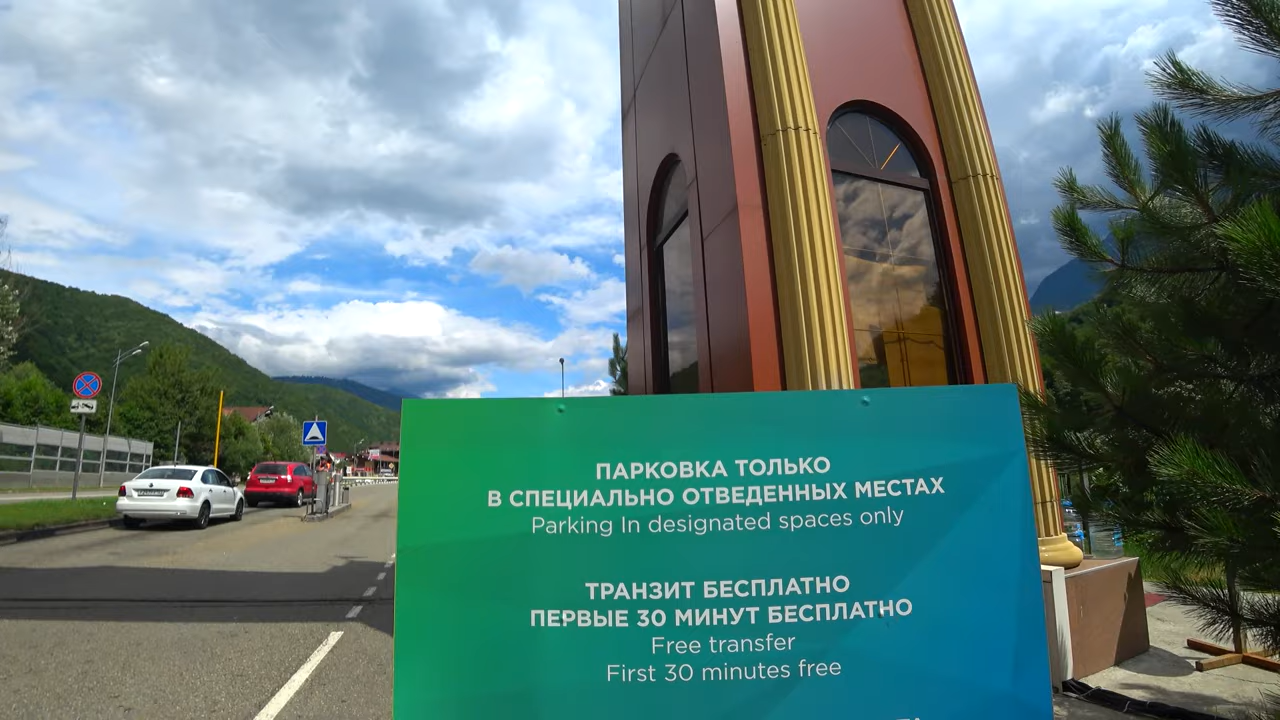 ПАРКОВКА ТОЛЬКО
В СПЕЦИАЛЬНО ОТВЕДЕННЫХ МЕСТАХ
Parking In designated spaces only
ТРАНЗИТ БЕСПЛАТНО
ПЕРВЫЕ 30 МИНУТ БЕСПЛАТНО
Free transfer
First 30 minutes free